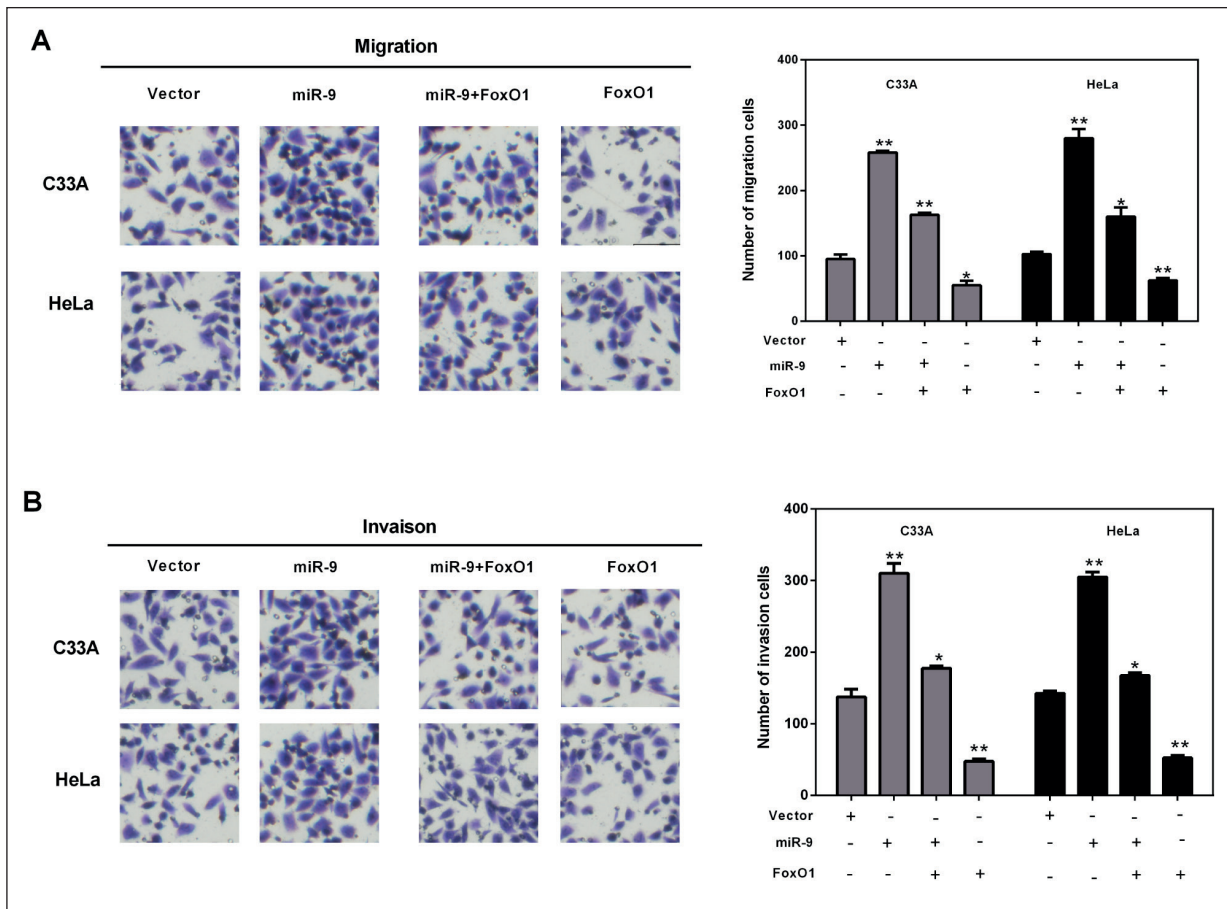 A
Migration
Vector miR-9 miR-9+FoxO1 FoxO1
C33A
HeLa
Number of migration cells
400
300
200
100
0
C33A HeLa
** ** * ** * **
Vector + - - - + - - -
miR-9 - + + - - + + -
FoxO1 - - + + - - + +
B
Invaison
Vector miR-9 miR-9+FoxO1 FoxO1
C33A
HeLa
Number of invasion cells
400
300
200
100
0
C33A HeLa
** * ** ** * **
Vector + - - - + - - -
miR-9 - + + - - + + -
FoxO1 - - + + - - + +